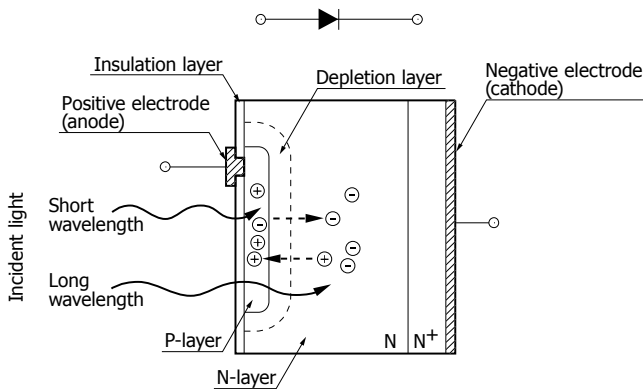 Insulation layer
Depletion layer
Negative electrode
(cathode)
Positive electrode
(anode)
Incident light
Short
wavelength
Long
wavelength
+
−
−
−
+
+
+
−
−
P-layer
N-layer
N
N+